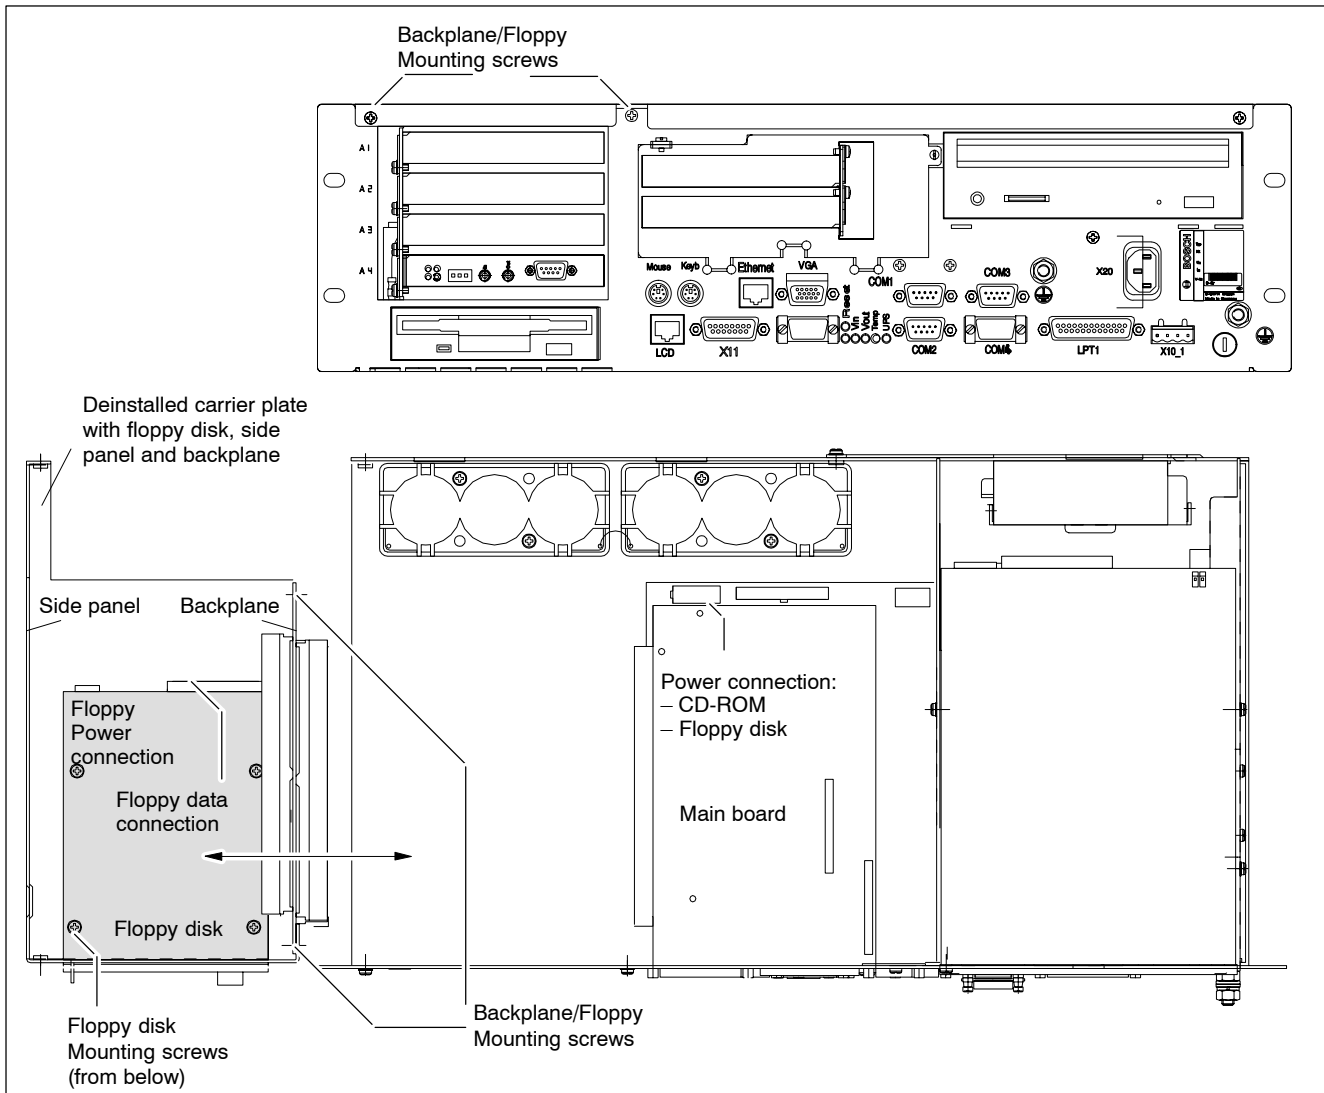 Backplane/Floppy
Mounting screws
A1
A2
A3
A4
Mouse
Keyb
Ethernet
VGA
COM1
COM3
X20
BOSCH
Reset
Vin
Vout
Temp
UPS
LCD
X11
COM2
COM4
LPT1
X10_1
Deinstalled carrier plate
with floppy disk, side
panel and backplane
Side panel
Backplane
Floppy
Power
connection
Floppy data
connection
Floppy disk
Power connection:
– CD-ROM
– Floppy disk
Main board
Floppy disk
Mounting screws
(from below)
Backplane/Floppy
Mounting screws